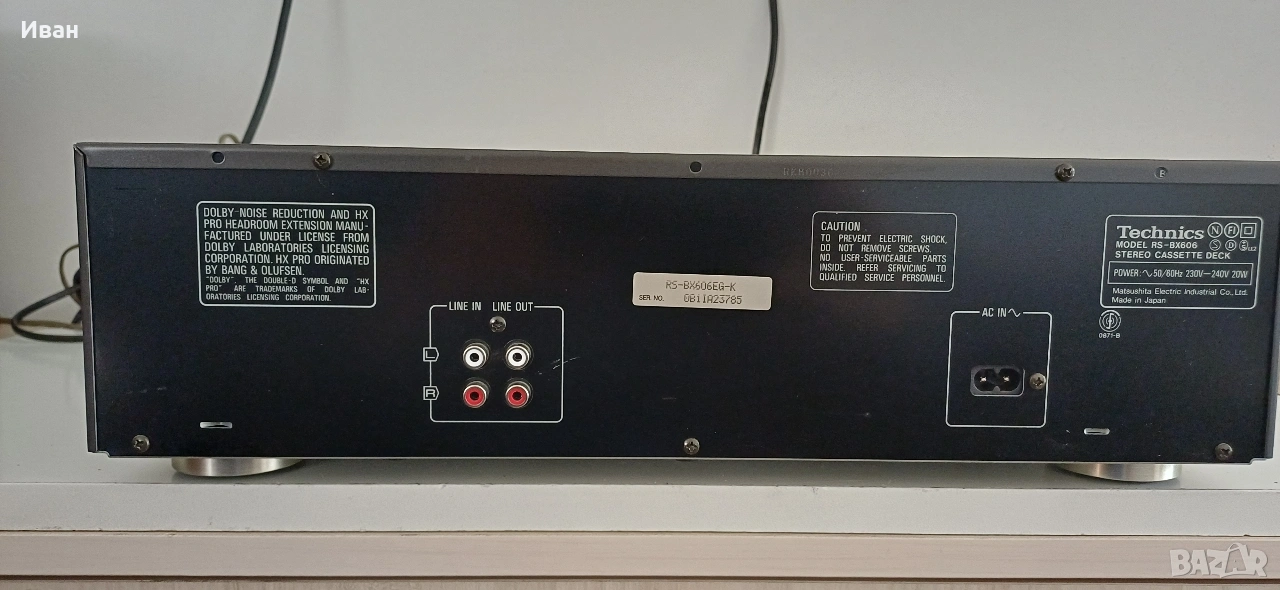 Иван
DOLBY NOISE REDUCTION AND HX
PRO HEADROOM EXTENSION MANU-
FACTURED UNDER LICENSE FROM
DOLBY LABORATORIES LICENSING
CORPORATION. HX PRO ORIGINATED
BY BANG & OLUFSEN.
"DOLBY", THE DOUBLE-D SYMBOL AND "HX
PRO" ARE TRADEMARKS OF DOLBY LAB-
ORATORIES LICENSING CORPORATION.
LINE IN LINE OUT
L
R
RS-BX606EG-K
SER NO. 0B1IA23785
CAUTION
TO PREVENT ELECTRIC SHOCK,
DO NOT REMOVE SCREWS.
NO USER-SERVICEABLE PARTS
INSIDE. REFER SERVICING TO
QUALIFIED SERVICE PERSONNEL.
AC IN
Technics N FI
MODEL RS-BX606 S D
STEREO CASSETTE DECK
POWER: 50/60Hz 230V—240V 20W
Matsushita Electric Industrial Co., Ltd.
Made in Japan
0871-B
BAZAR